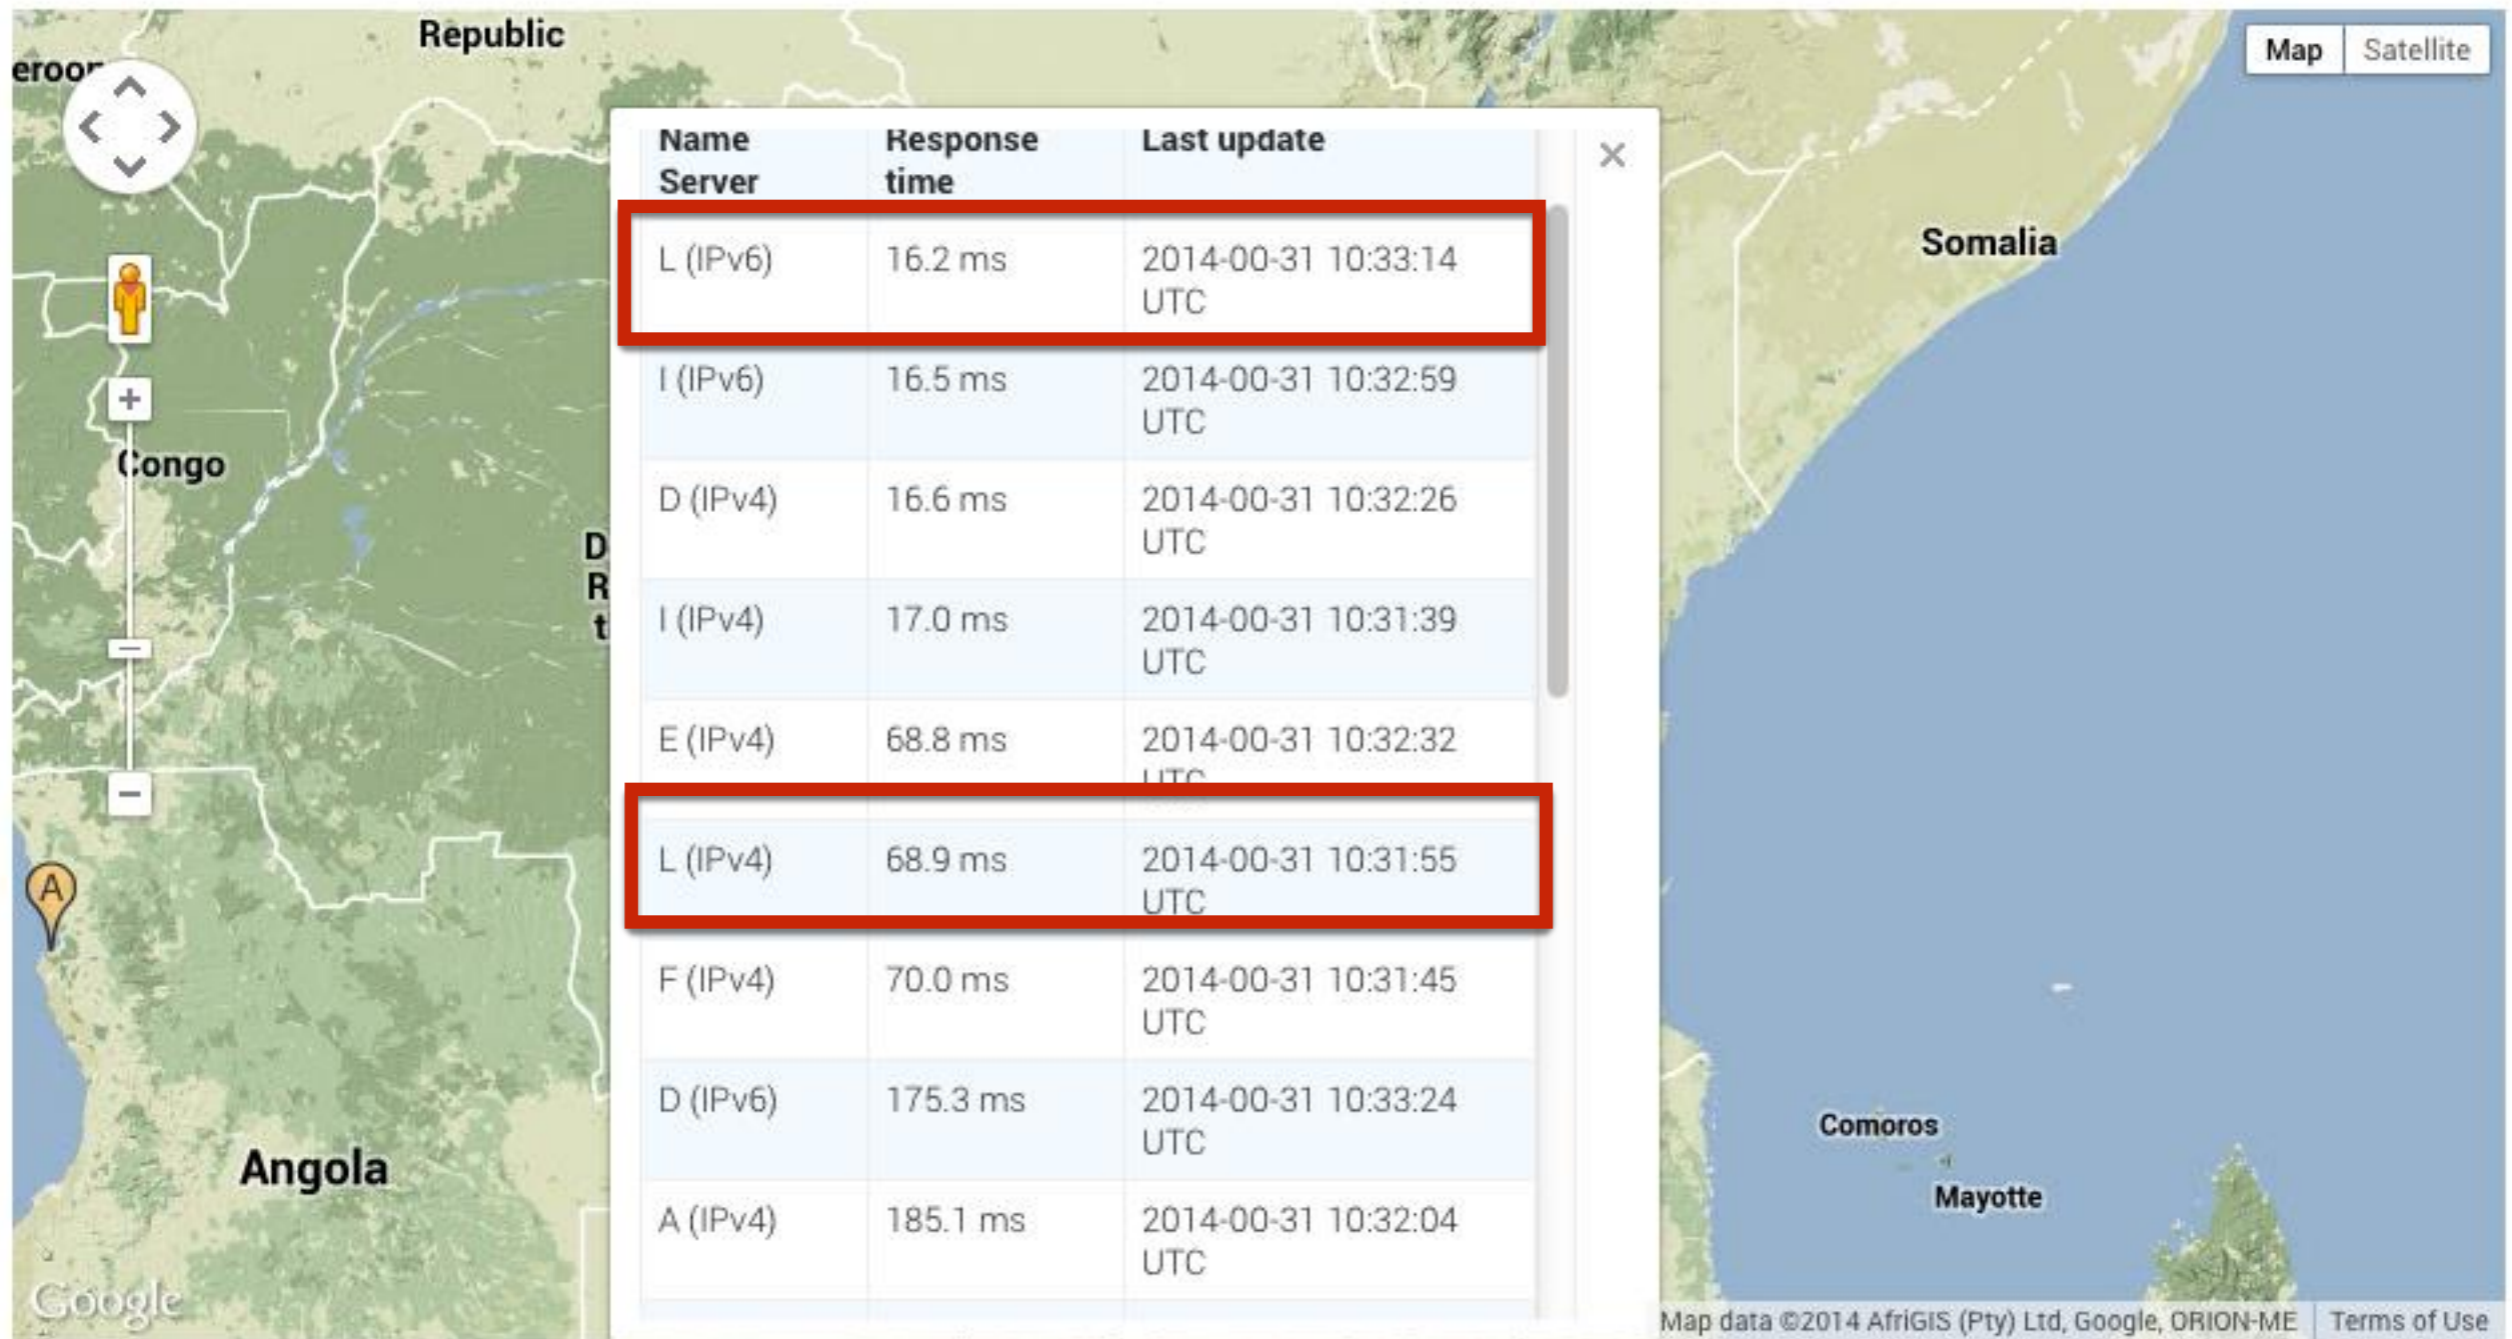 Republic
eroon
Map Satellite
Name Server Response time Last update
L (IPv6) 16.2 ms 2014-00-31 10:33:14 UTC
Somalia
I (IPv6) 16.5 ms 2014-00-31 10:32:59 UTC
Congo
D (IPv4) 16.6 ms 2014-00-31 10:32:26 UTC
D
R
t
I (IPv4) 17.0 ms 2014-00-31 10:31:39 UTC
E (IPv4) 68.8 ms 2014-00-31 10:32:32 UTC
L (IPv4) 68.9 ms 2014-00-31 10:31:55 UTC
A
F (IPv4) 70.0 ms 2014-00-31 10:31:45 UTC
D (IPv6) 175.3 ms 2014-00-31 10:33:24 UTC
Comoros
Angola
Mayotte
A (IPv4) 185.1 ms 2014-00-31 10:32:04 UTC
Google
Map data ©2014 AfriGIS (Pty) Ltd, Google, ORION-ME Terms of Use